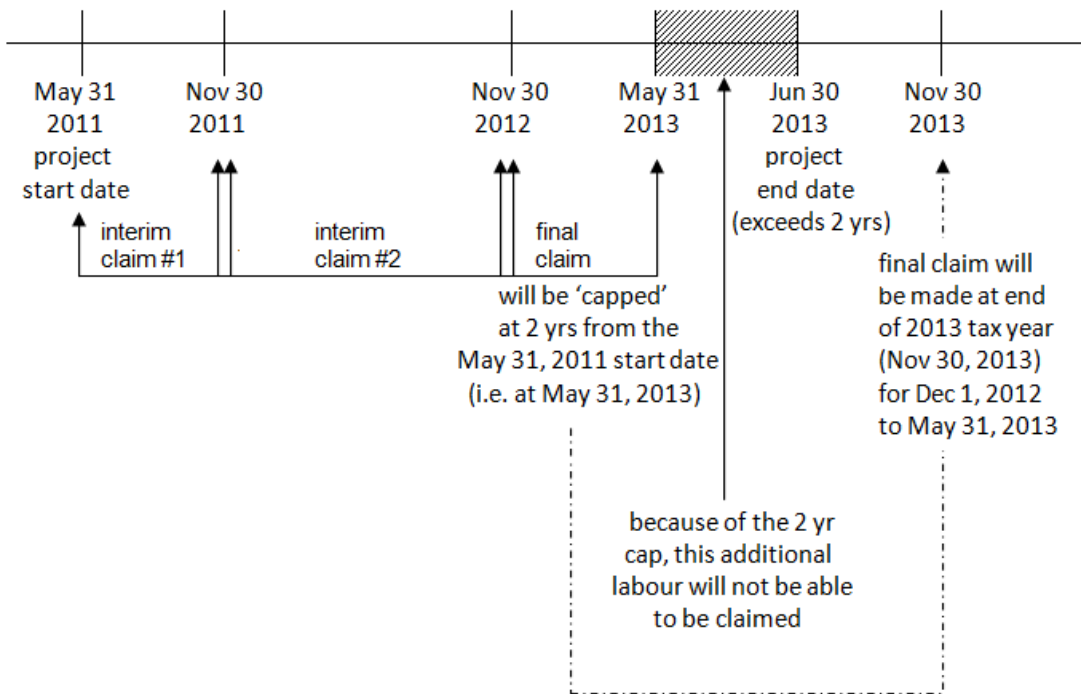 May 31
2011
project
start date
Nov 30
2011
Nov 30
2012
May 31
2013
Jun 30
2013
project
end date
(exceeds 2 yrs)
Nov 30
2013
interim
claim #1
interim
claim #2
final
claim
will be ‘capped’
at 2 yrs from the
May 31, 2011 start date
(i.e. at May 31, 2013)
final claim will
be made at end
of 2013 tax year
(Nov 30, 2013)
for Dec 1, 2012
to May 31, 2013
because of the 2 yr
cap, this additional
labour will not be able
to be claimed